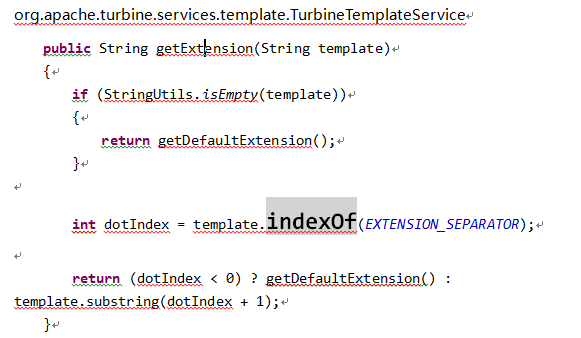 org.apache.turbine.services.template.TurbineTemplateService
public String getExtension(String template)
{
if (StringUtils.isEmpty(template))
{
return getDefaultExtension();
}
int dotIndex = template.indexOf(EXTENSION_SEPARATOR);
return (dotIndex < 0) ? getDefaultExtension() :
template.substring(dotIndex + 1);
}